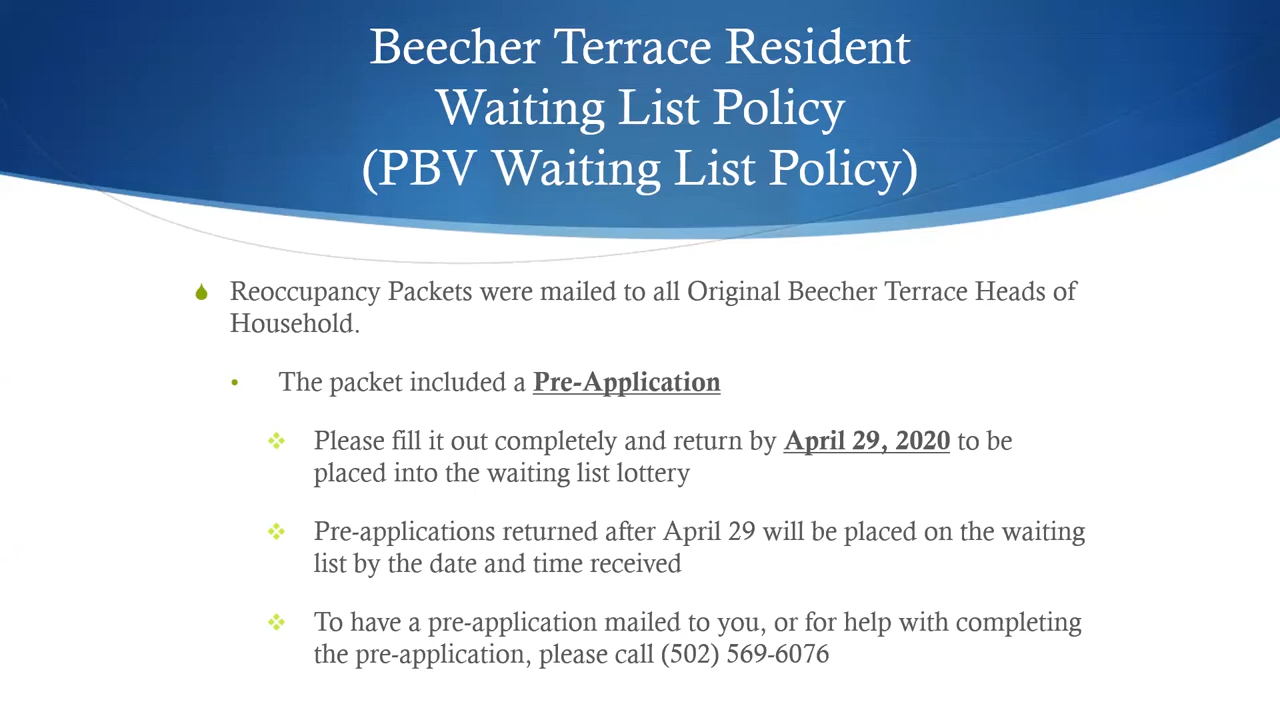 Beecher Terrace Resident
Waiting List Policy
(PBV Waiting List Policy)
Reoccupancy Packets were mailed to all Original Beecher Terrace Heads of
Household.
• The packet included a Pre-Application
❖ Please fill it out completely and return by April 29, 2020 to be
placed into the waiting list lottery
❖ Pre-applications returned after April 29 will be placed on the waiting
list by the date and time received
❖ To have a pre-application mailed to you, or for help with completing
the pre-application, please call (502) 569-6076